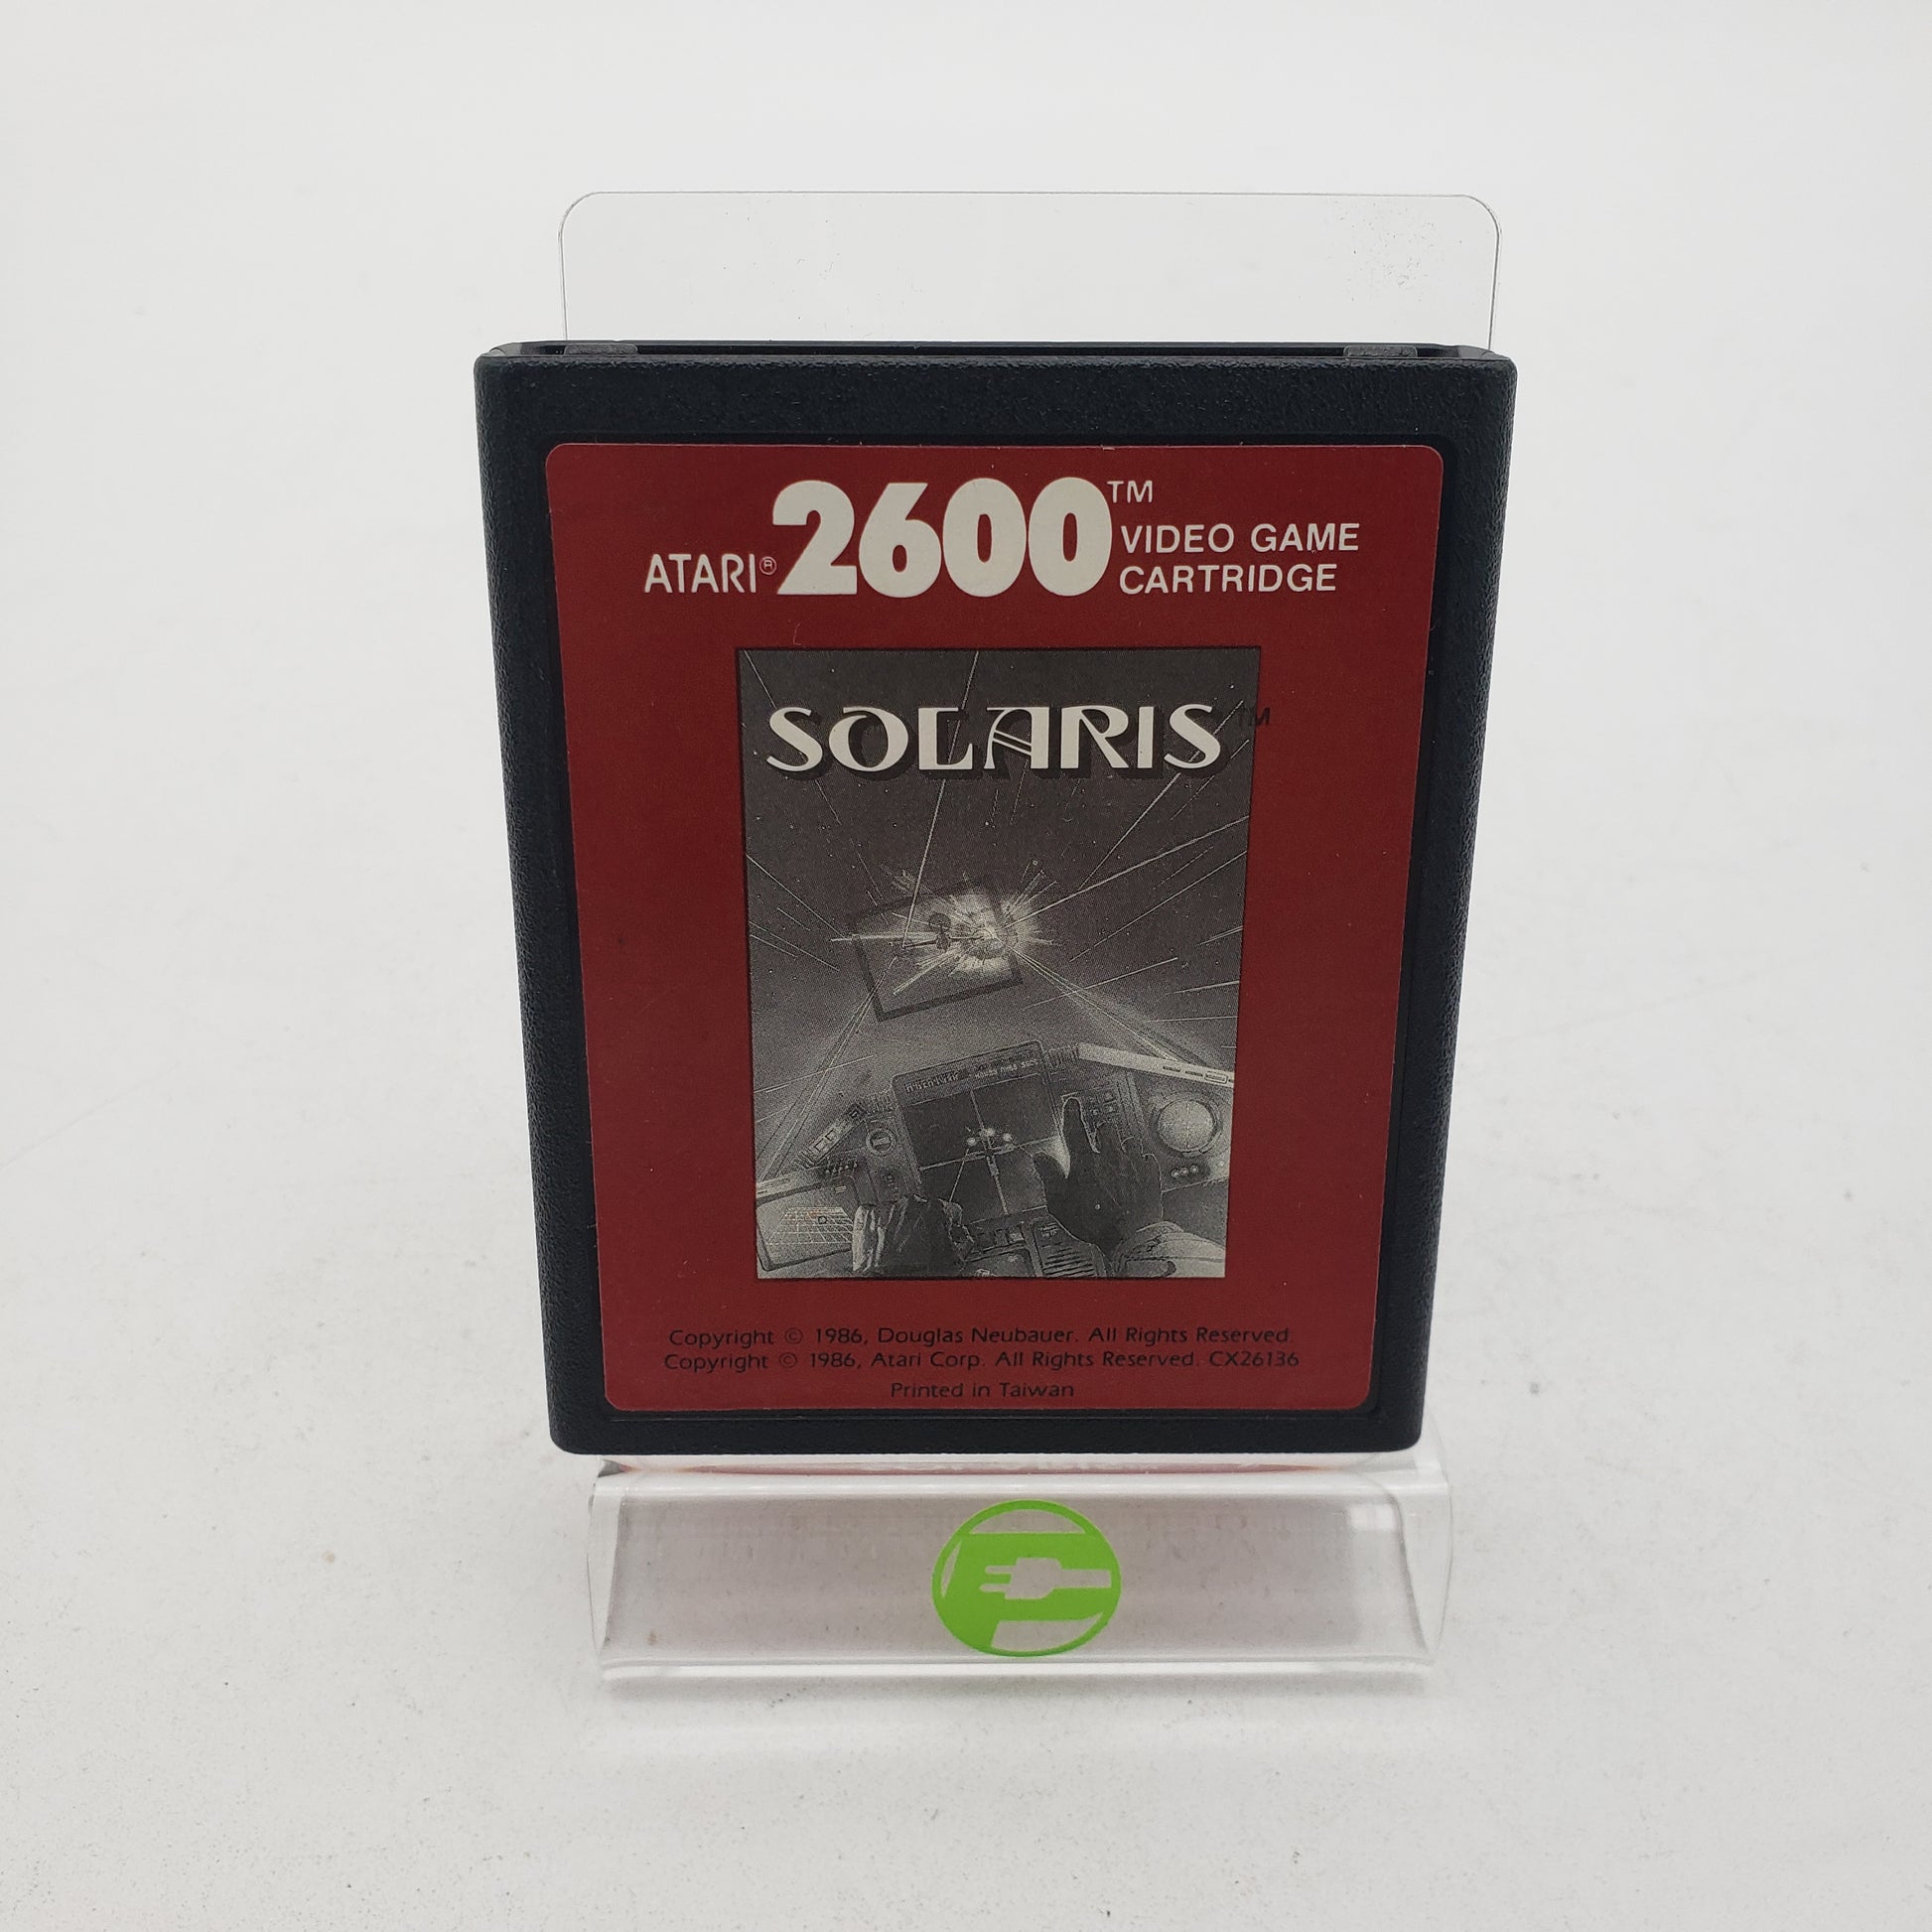 ATARI® 2600™ VIDEO GAME
CARTRIDGE
SOLARIS™
Copyright © 1986, Douglas Neubauer. All Rights Reserved.
Copyright © 1986, Atari Corp. All Rights Reserved. CX26136
Printed in Taiwan